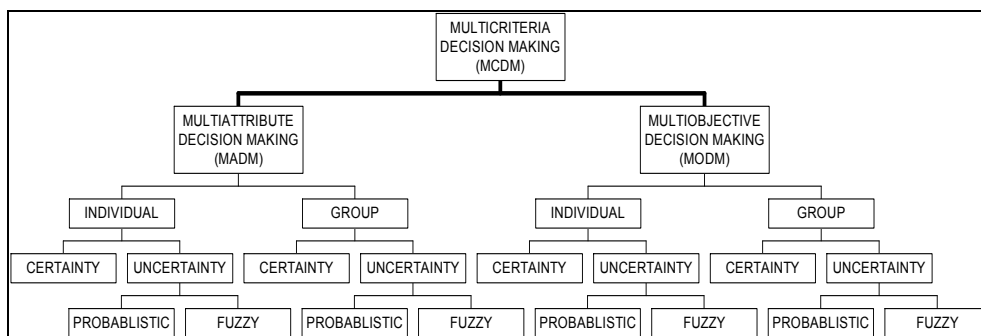 MULTICRITERIA
DECISION MAKING
(MCDM)
MULTIATTRIBUTE
DECISION MAKING
(MADM)
MULTIOBJECTIVE
DECISION MAKING
(MODM)
INDIVIDUAL
GROUP
INDIVIDUAL
GROUP
CERTAINTY
UNCERTAINTY
CERTAINTY
UNCERTAINTY
CERTAINTY
UNCERTAINTY
CERTAINTY
UNCERTAINTY
PROBABLISTIC
FUZZY
PROBABLISTIC
FUZZY
PROBABLISTIC
FUZZY
PROBABLISTIC
FUZZY